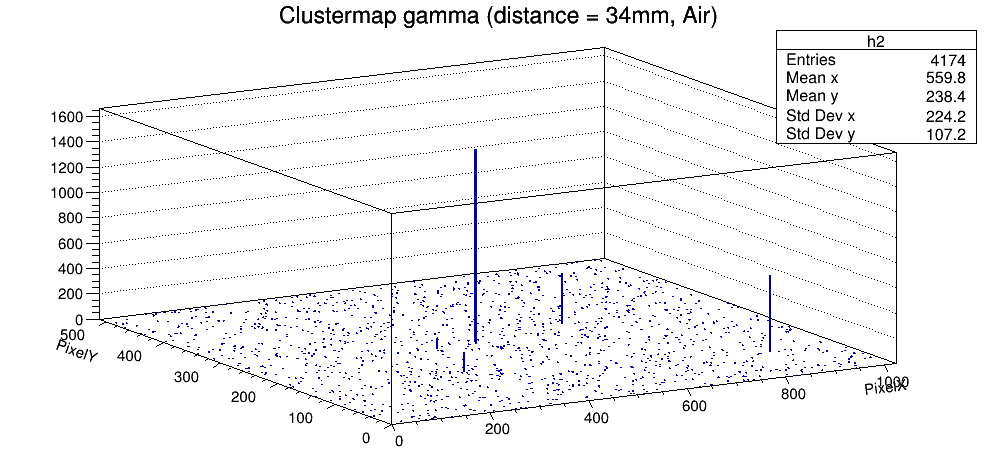 Clustermap gamma (distance = 34mm, Air)
h2
Entries 4174
Mean x 559.8
Mean y 238.4
Std Dev x 224.2
Std Dev y 107.2
1600
1400
1200
1000
800
600
400
200
0
500
PixelY
400
300
200
100
0
0
200
400
600
800
1000
PixelX